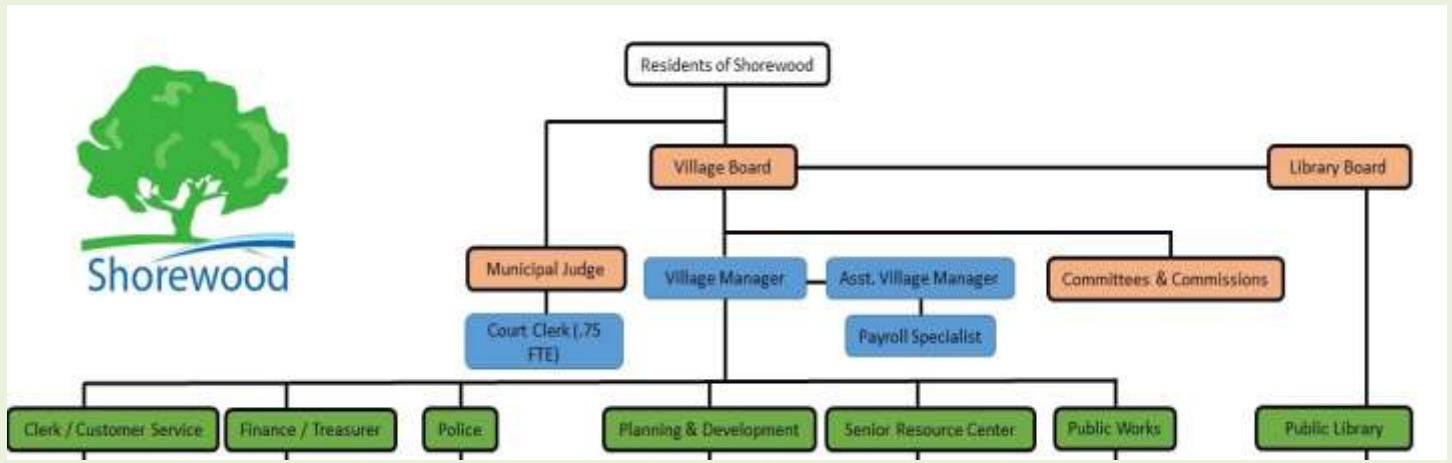 Residents of Shorewood
Village Board
Library Board
Shorewood
Municipal Judge
Village Manager
Asst. Village Manager
Committees & Commissions
Court Clerk (.75
FTE)
Payroll Specialist
Clerk / Customer Service
Finance / Treasurer
Police
Planning & Development
Senior Resource Center
Public Works
Public Library